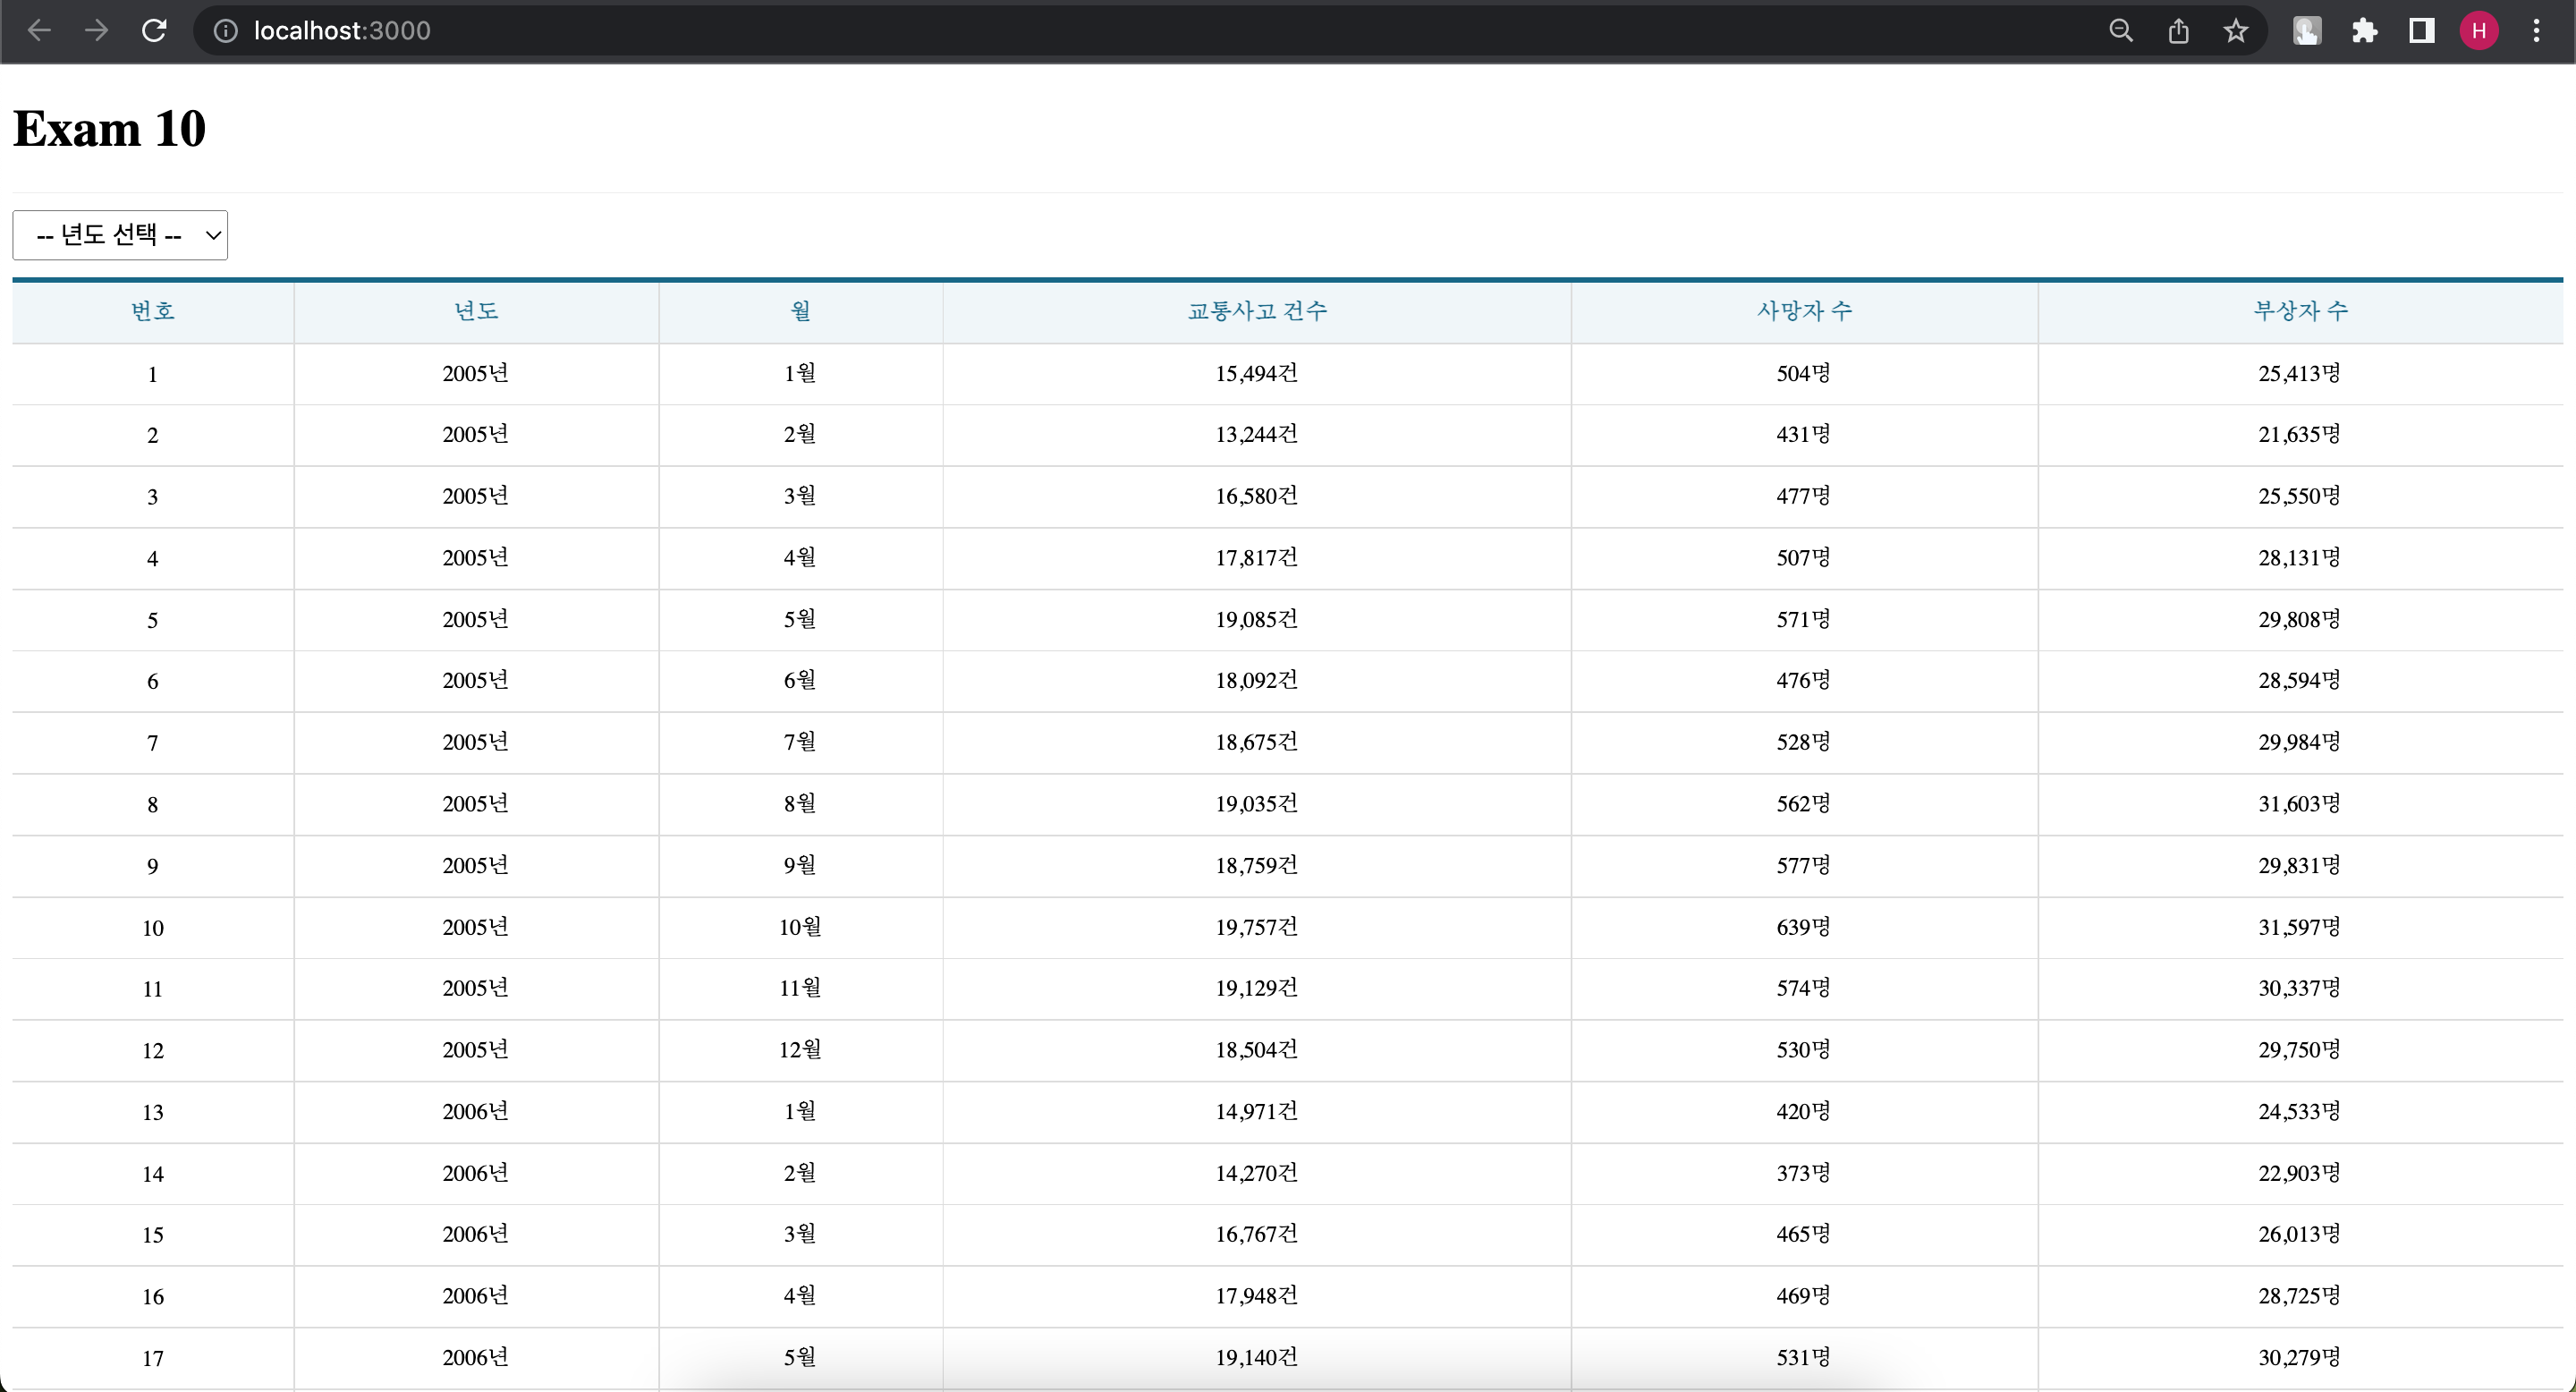 localhost:3000
H
Exam 10
-- 년도 선택 --
번호 년도 월 교통사고 건수 사망자 수 부상자 수
1 2005년 1월 15,494건 504명 25,413명
2 2005년 2월 13,244건 431명 21,635명
3 2005년 3월 16,580건 477명 25,550명
4 2005년 4월 17,817건 507명 28,131명
5 2005년 5월 19,085건 571명 29,808명
6 2005년 6월 18,092건 476명 28,594명
7 2005년 7월 18,675건 528명 29,984명
8 2005년 8월 19,035건 562명 31,603명
9 2005년 9월 18,759건 577명 29,831명
10 2005년 10월 19,757건 639명 31,597명
11 2005년 11월 19,129건 574명 30,337명
12 2005년 12월 18,504건 530명 29,750명
13 2006년 1월 14,971건 420명 24,533명
14 2006년 2월 14,270건 373명 22,903명
15 2006년 3월 16,767건 465명 26,013명
16 2006년 4월 17,948건 469명 28,725명
17 2006년 5월 19,140건 531명 30,279명